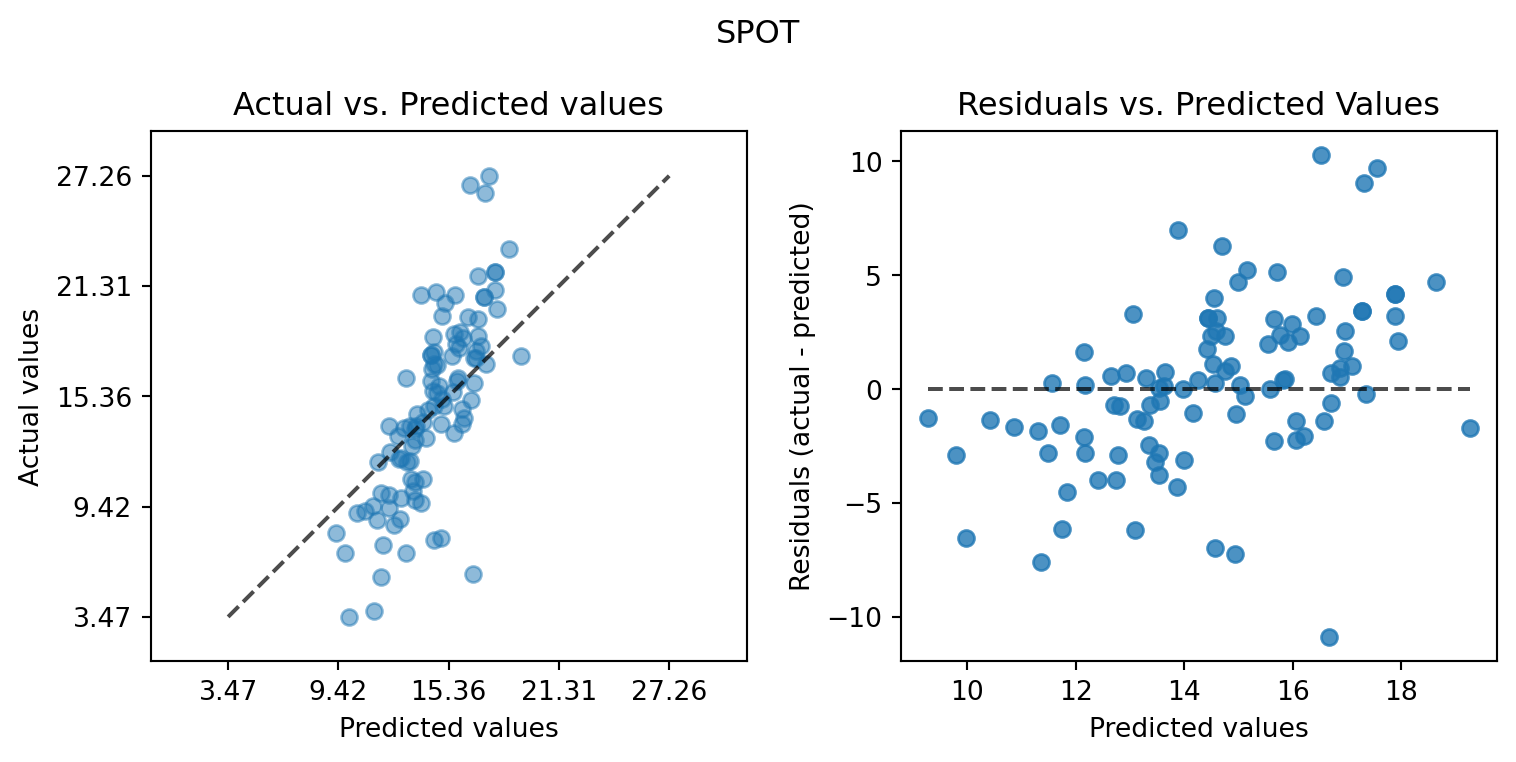 SPOT
Actual vs. Predicted values
27.26
21.31
15.36
9.42
3.47
Actual values
3.47 9.42 15.36 21.31 27.26
Predicted values
Residuals vs. Predicted Values
10
5
0
−5
−10
Residuals (actual - predicted)
10 12 14 16 18
Predicted values